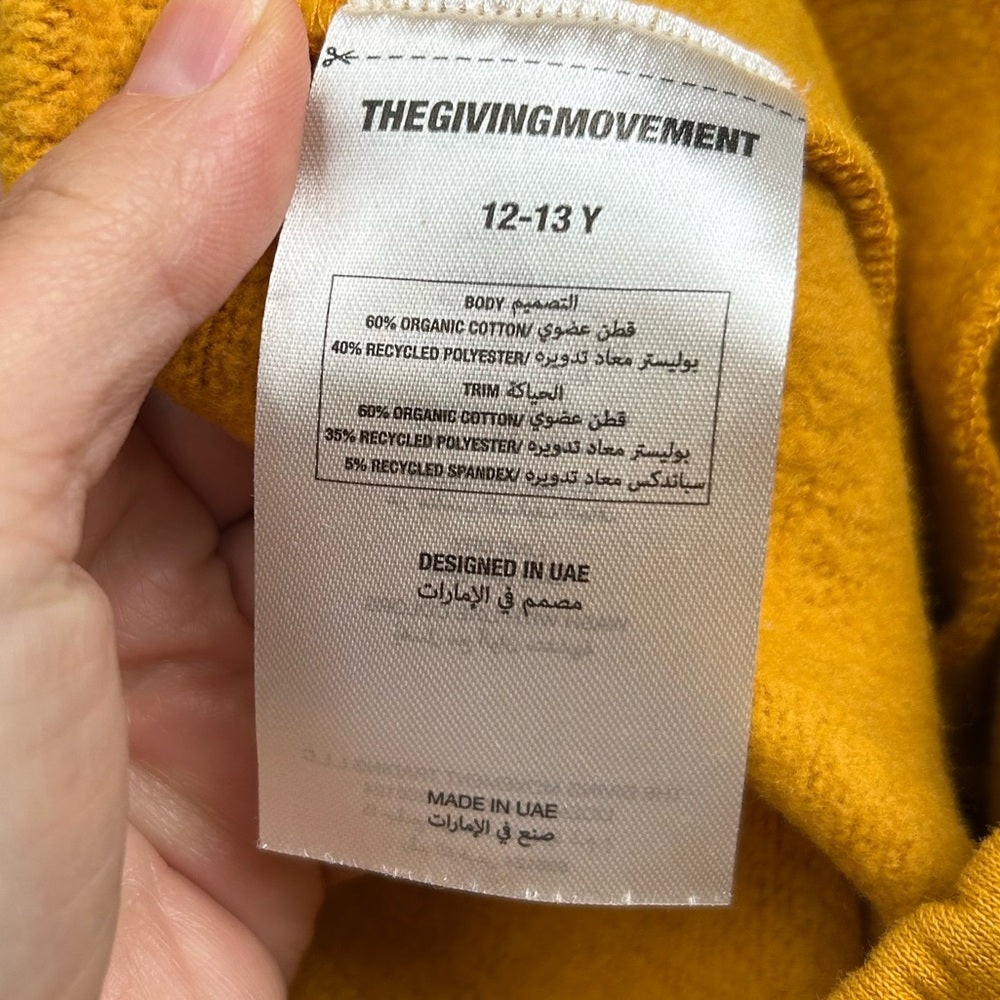 THEGIVINGMOVEMENT
12-13 Y
BODY التصميم
60% ORGANIC COTTON/ قطن عضوي
40% RECYCLED POLYESTER/ بوليستر معاد تدويره
TRIM الحياكة
60% ORGANIC COTTON/ قطن عضوي
35% RECYCLED POLYESTER/ بوليستر معاد تدويره
5% RECYCLED SPANDEX/ سباندكس معاد تدويره
DESIGNED IN UAE
مصمم في الإمارات
MADE IN UAE
صنع في الإمارات